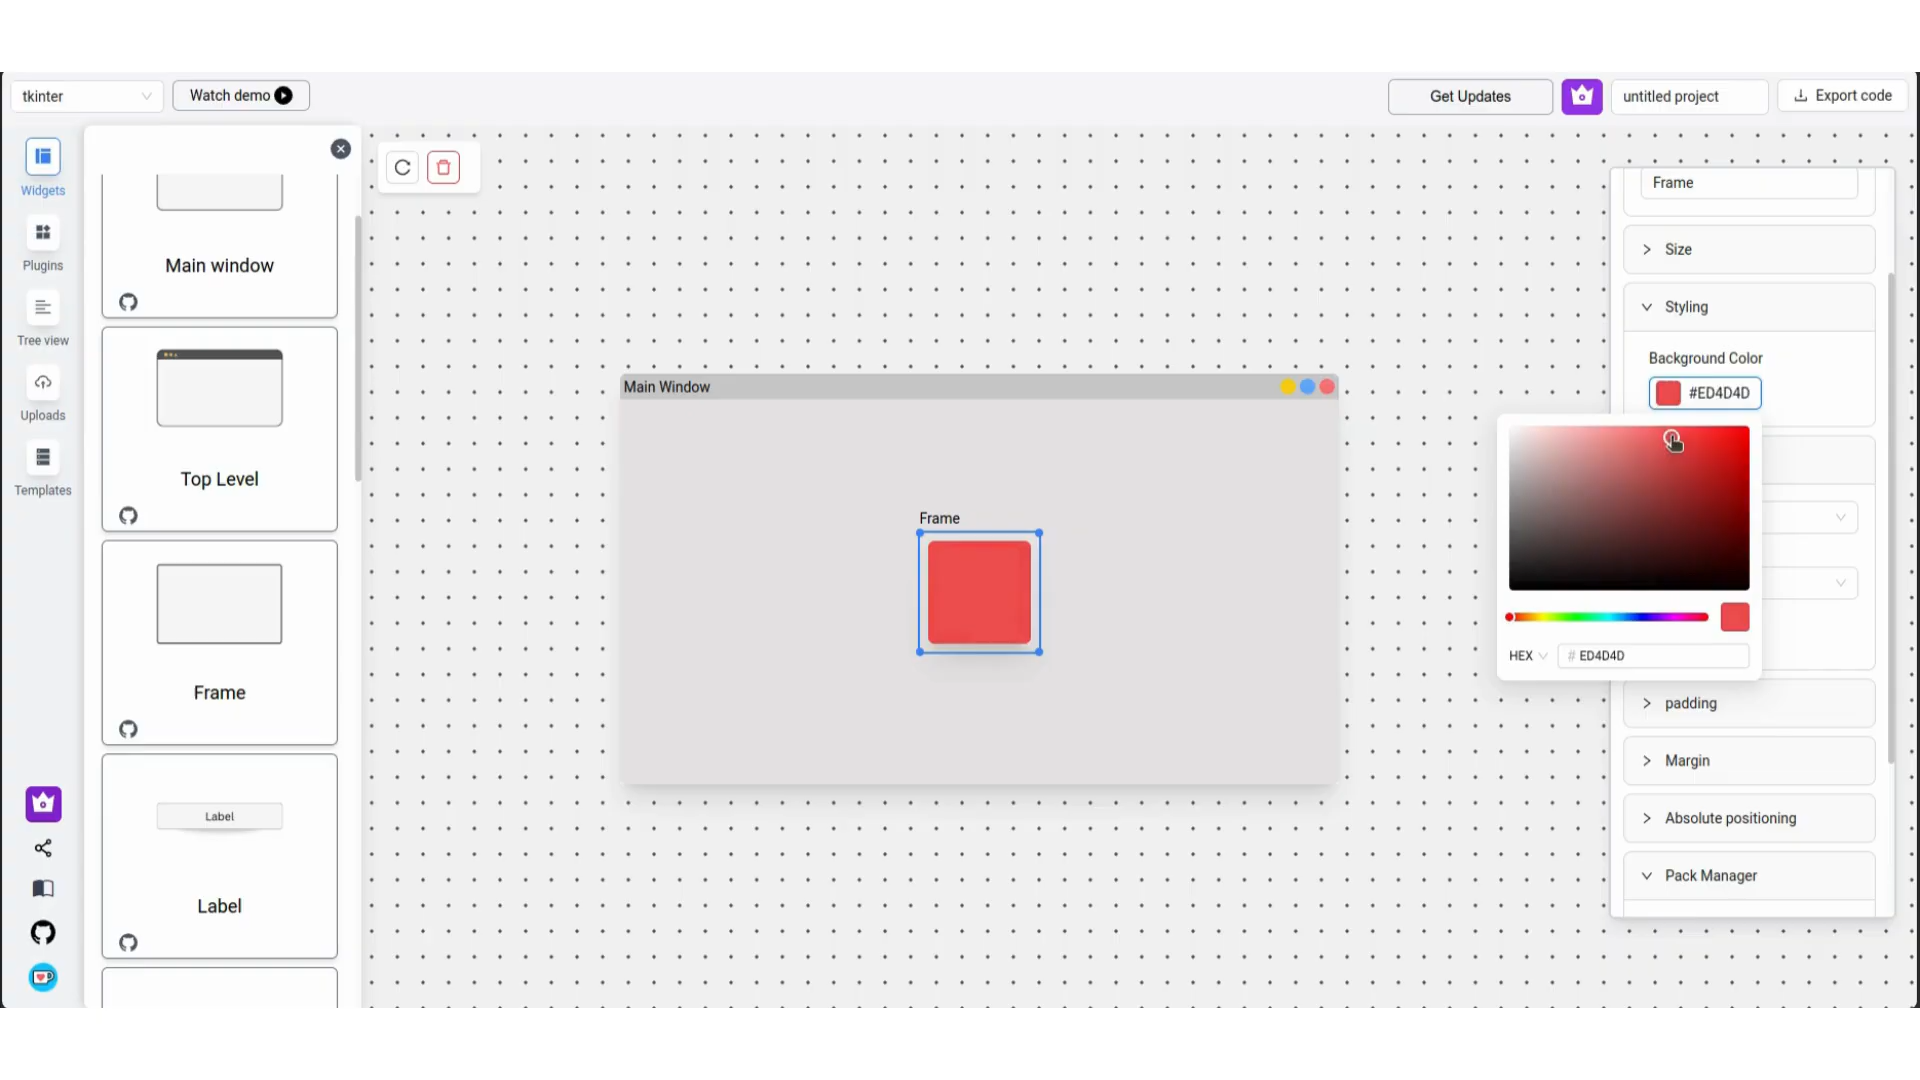 tkinter
Watch demo
Get Updates
untitled project
Export code
Widgets
Plugins
Tree view
Uploads
Templates
Main window
Top Level
Frame
Label
Label
Main Window
Frame
Frame
Size
Styling
Background Color
#ED4D4D
HEX
# ED4D4D
padding
Margin
Absolute positioning
Pack Manager